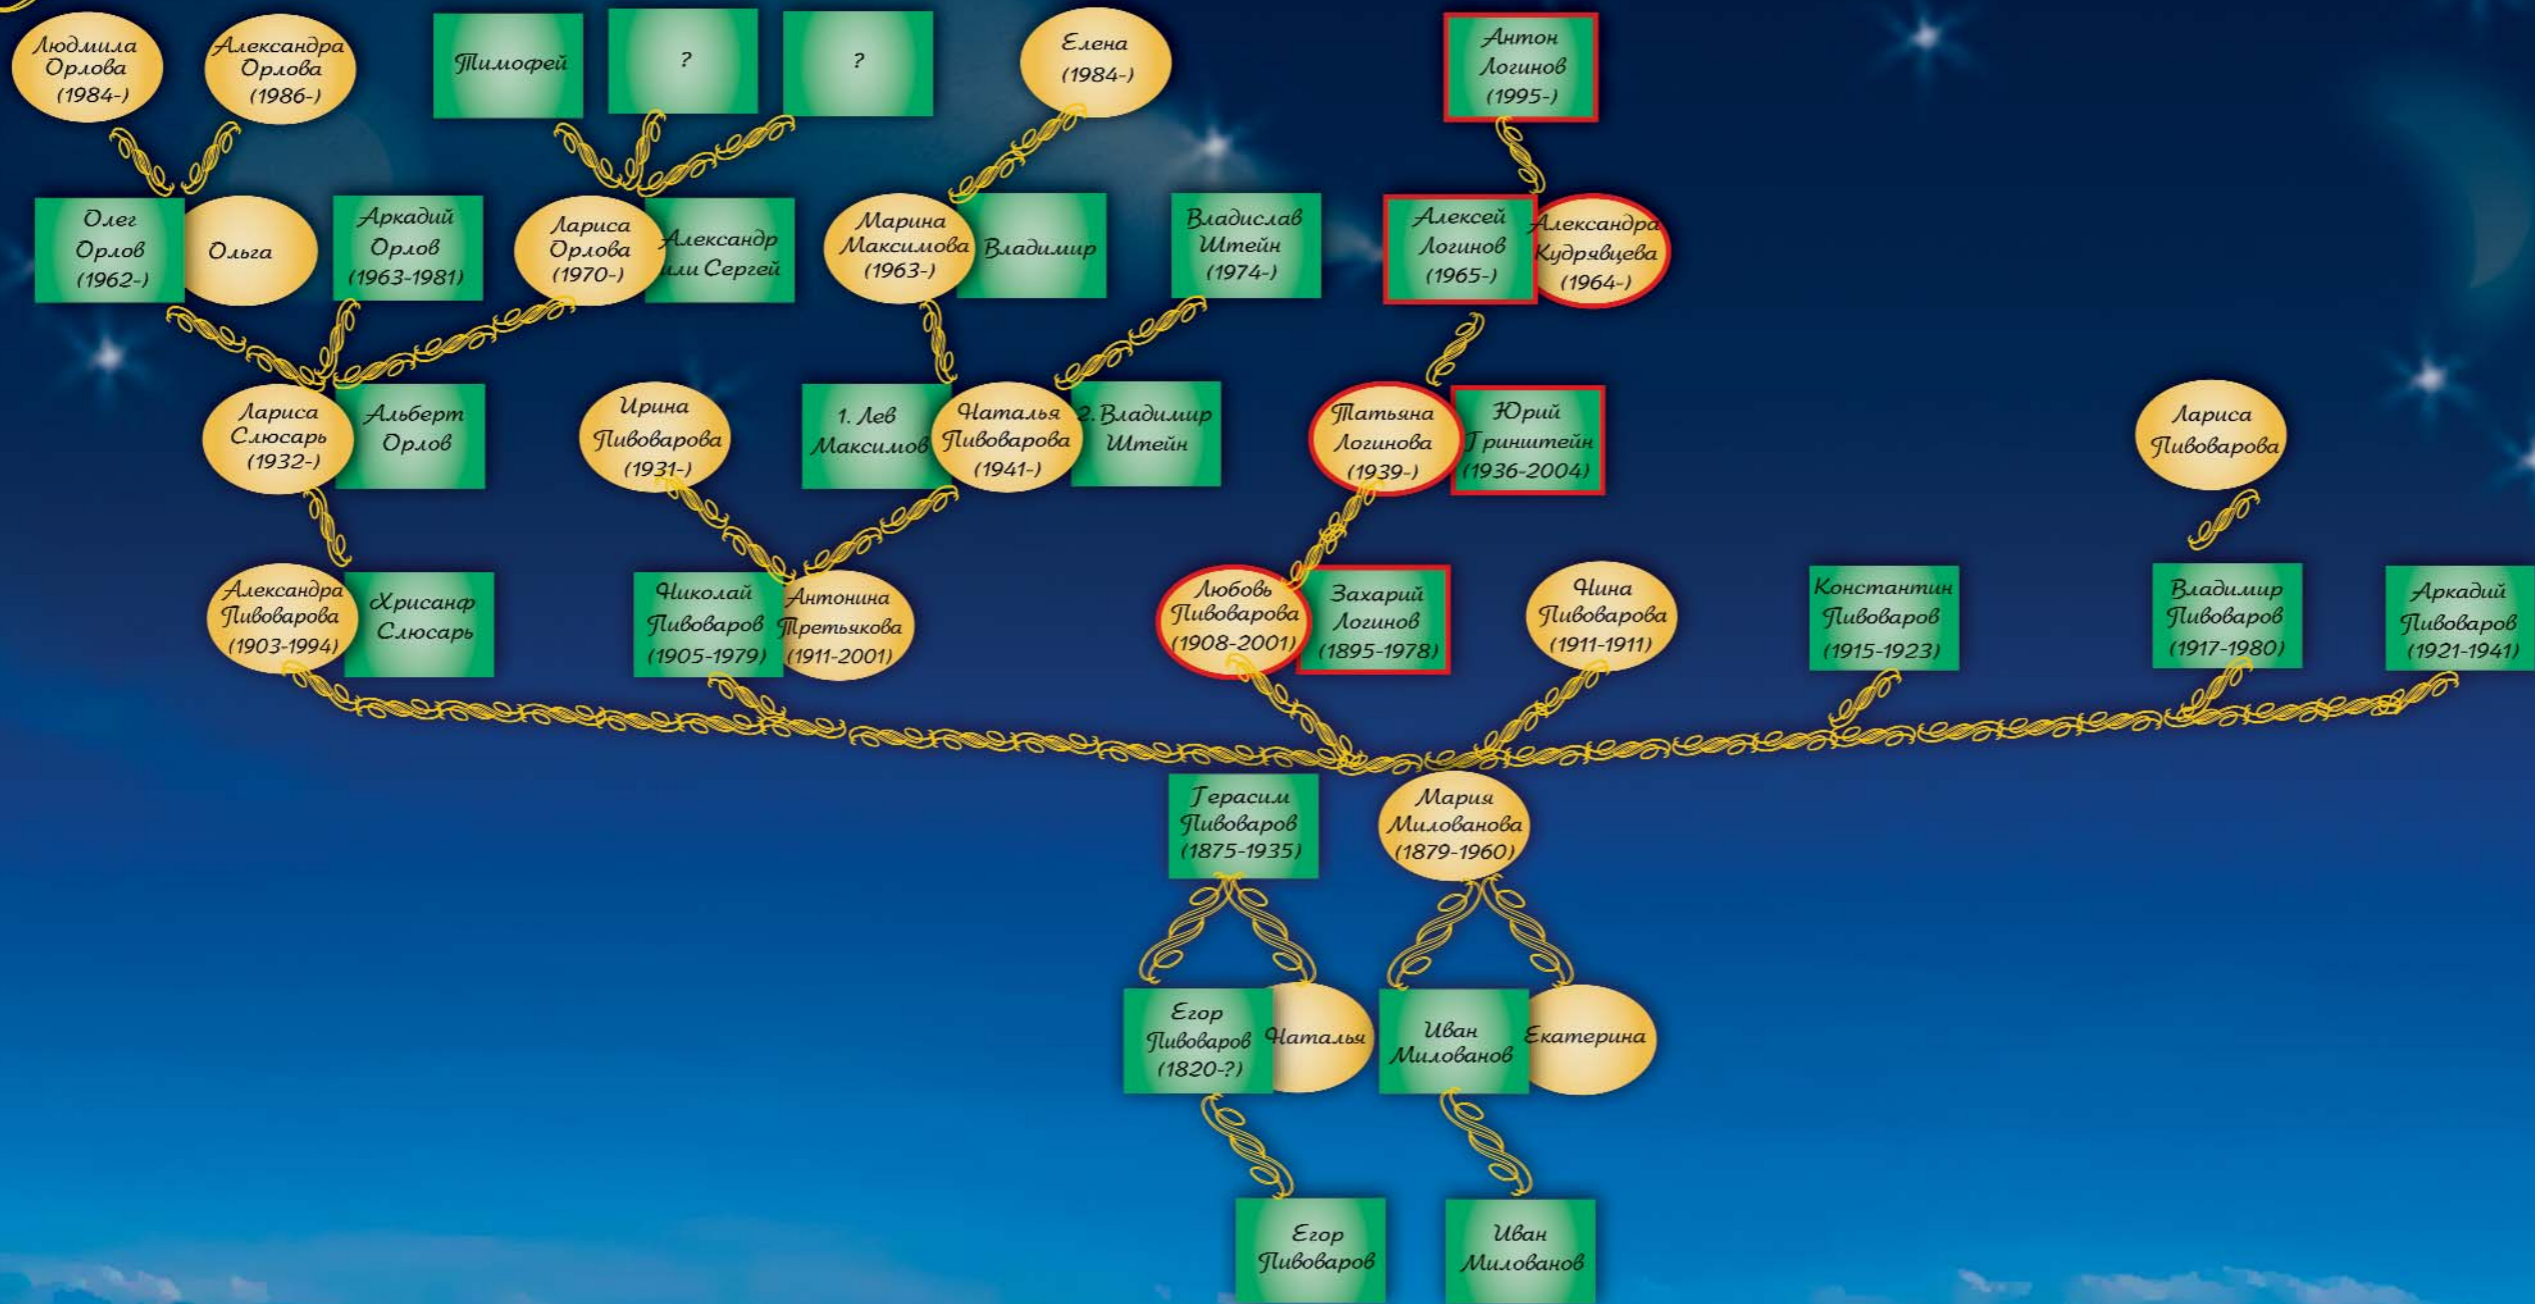 Людмила
Орлова
(1984-)
Александра
Орлова
(1986-)
Тимофей
?
?
Елена
(1984-)
Антон
Логинов
(1995-)
Олег
Орлов
(1962-)
Ольга
Аркадий
Орлов
(1963-1981)
Лариса
Орлова
(1970-)
Александр
или Сергей
Марина
Максимова
(1963-)
Владимир
Владислав
Штейн
(1974-)
Алексей
Логинов
(1965-)
Александра
Кудрявцева
(1964-)
Лариса
Слюсарь
(1932-)
Альберт
Орлов
Ирина
Пивоварова
(1931-)
1. Лев
Максимов
Наталья
Пивоварова
(1941-)
2. Владимир
Штейн
Татьяна
Логинова
(1939-)
Юрий
Гринштейн
(1936-2004)
Лариса
Пивоварова
Александра
Пивоварова
(1903-1994)
Хрисанф
Слюсарь
Николай
Пивоваров
(1905-1979)
Антонина
Третьякова
(1911-2001)
Любовь
Пивоварова
(1908-2001)
Захарий
Логинов
(1895-1978)
Нина
Пивоварова
(1911-1911)
Константин
Пивоваров
(1915-1923)
Владимир
Пивоваров
(1917-1980)
Аркадий
Пивоваров
(1921-1941)
Герасим
Пивоваров
(1875-1935)
Мария
Милованова
(1879-1960)
Егор
Пивоваров
(1820-?)
Наталья
Иван
Милованов
Екатерина
Егор
Пивоваров
Иван
Милованов